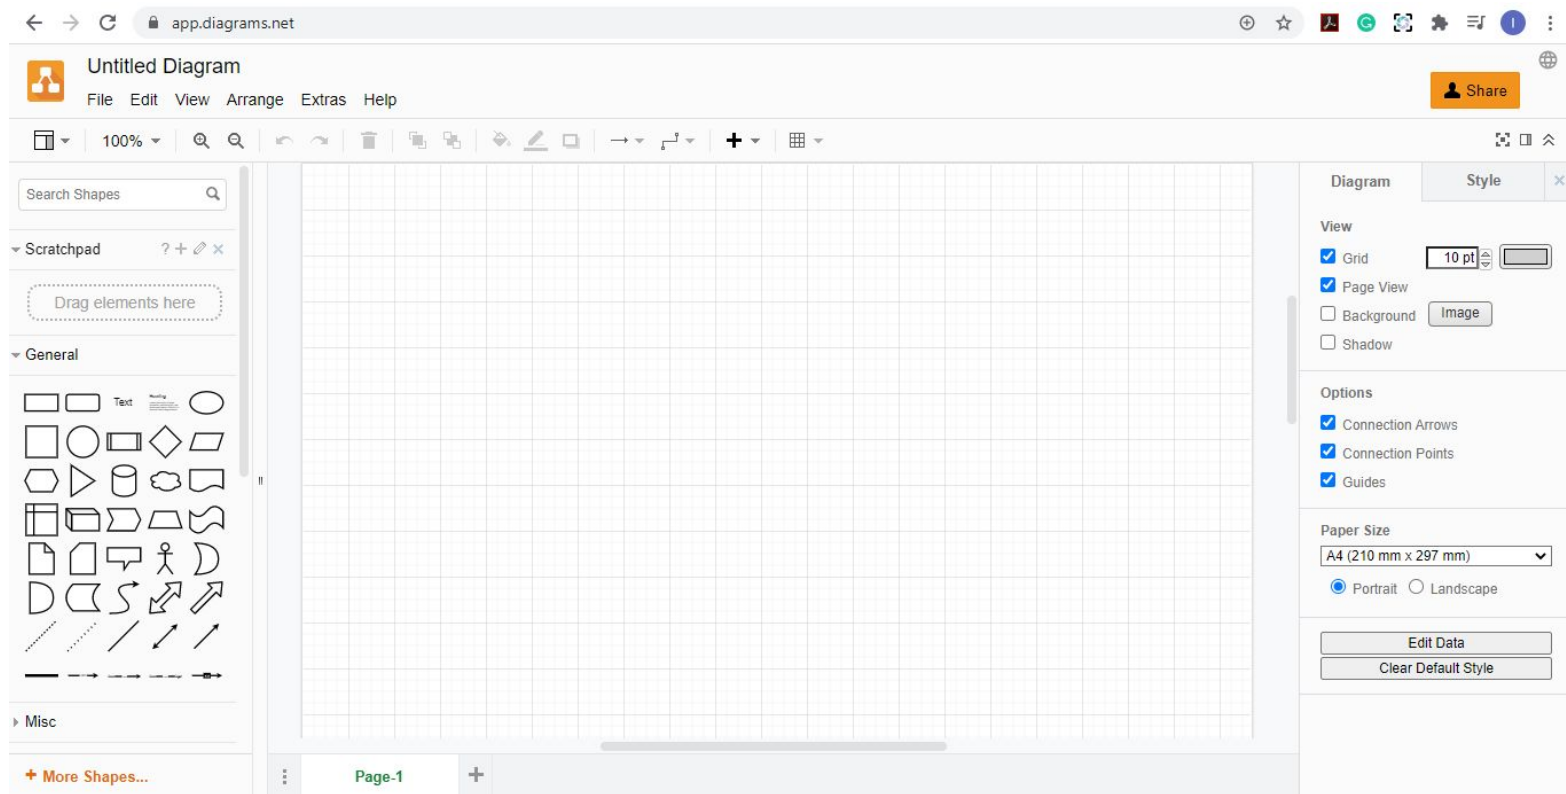 app.diagrams.net
I
Untitled Diagram
File Edit View Arrange Extras Help
Share
100%
Search Shapes
Scratchpad ?
Drag elements here
General
Text
Heading
Misc
+ More Shapes...
Page-1
Diagram Style
View
Grid 10 pt
Page View
Background Image
Shadow
Options
Connection Arrows
Connection Points
Guides
Paper Size
A4 (210 mm x 297 mm)
Portrait Landscape
Edit Data
Clear Default Style